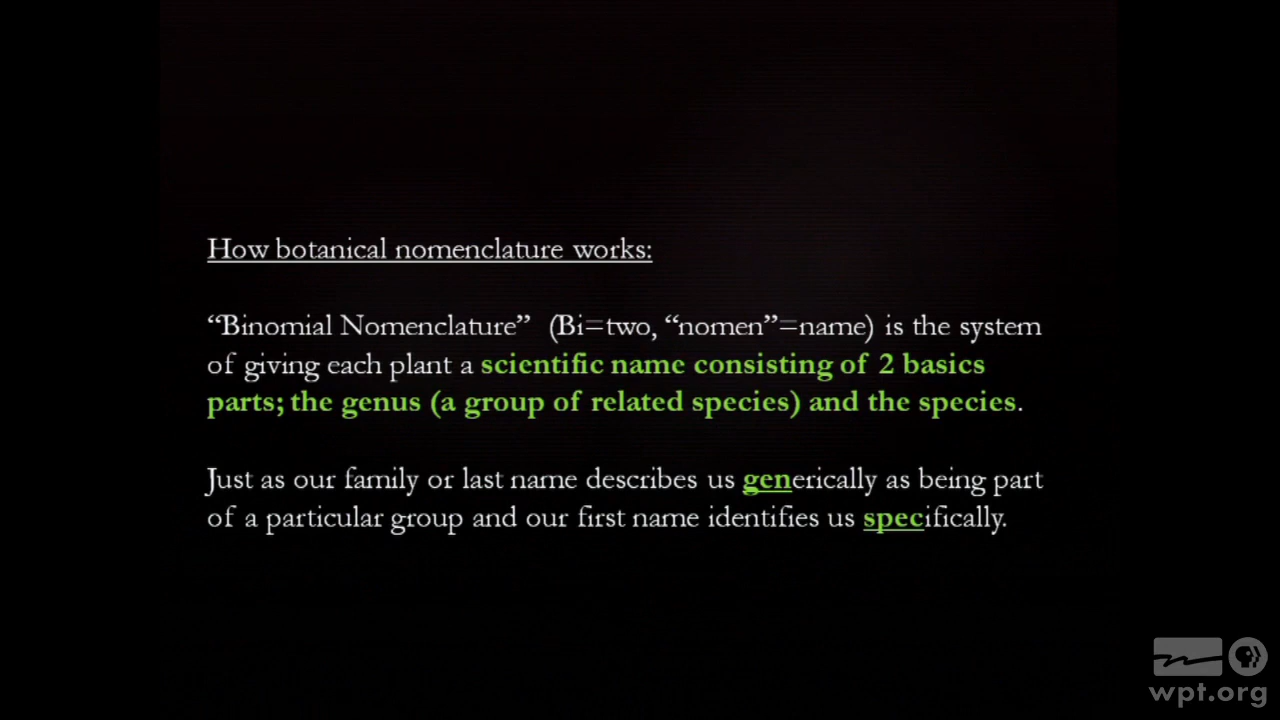 How botanical nomenclature works:
“Binomial Nomenclature” (Bi=two, “nomen”=name) is the system
of giving each plant a scientific name consisting of 2 basics
parts; the genus (a group of related species) and the species.
Just as our family or last name describes us generically as being part
of a particular group and our first name identifies us specifically.
wpt.org